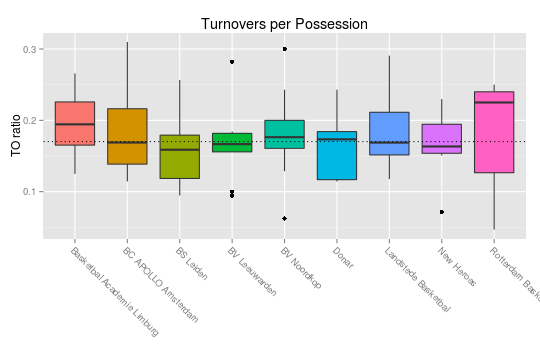 Turnovers per Possession
TO ratio
0.3
0.2
0.1
Basketbal Academie Limburg
BC APOLLO Amsterdam
BS Leiden
BV Leeuwarden
BV Noordkop
Donar
Landstede Basketbal
New Heroes
Rotterdam